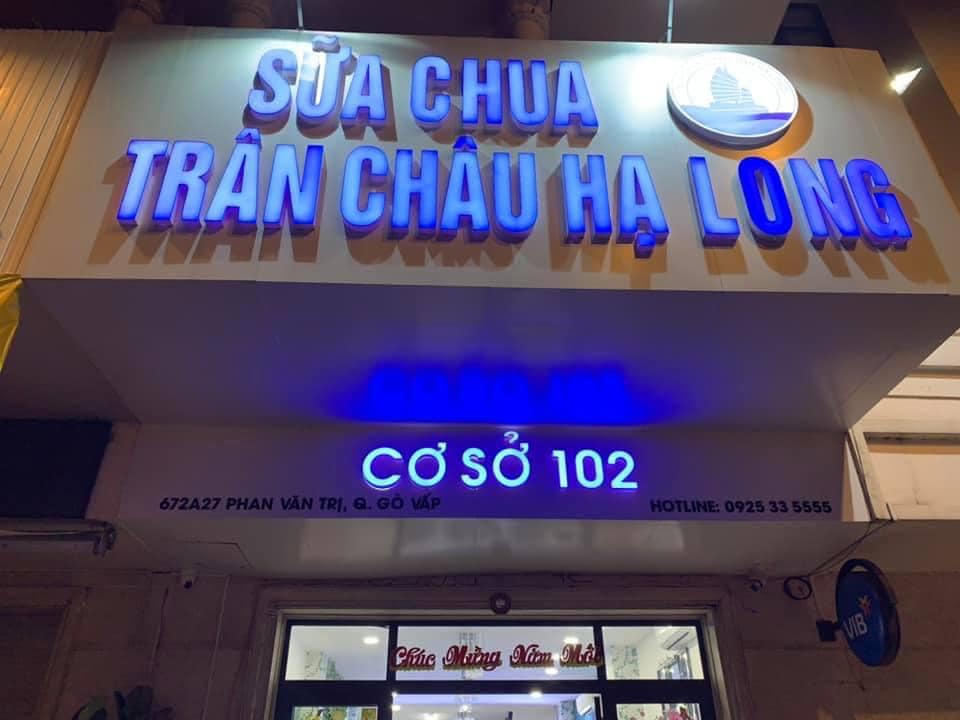 SỮA CHUA
TRÂN CHÂU HẠ LONG
CƠ SỞ 102
672A27 PHAN VĂN TRỊ, Q. GÒ VẤP
HOTLINE: 0925 33 5555
VIB
Chúc Mừng Năm Mới